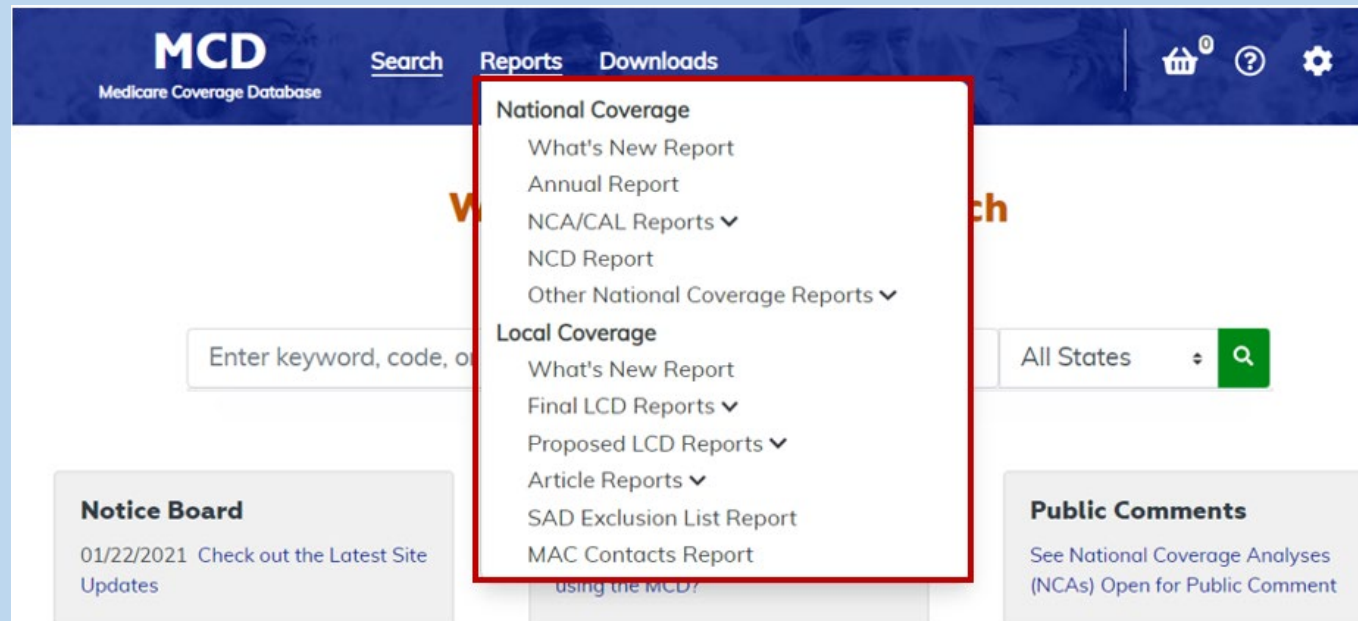 MCD
Medicare Coverage Database
Search Reports Downloads
0
?
National Coverage
What's New Report
Annual Report
NCA/CAL Reports
NCD Report
Other National Coverage Reports
Local Coverage
What's New Report
Final LCD Reports
Proposed LCD Reports
Article Reports
SAD Exclusion List Report
MAC Contacts Report
W
ch
Enter keyword, code, o
All States
Notice Board
01/22/2021 Check out the Latest Site
Updates
using the MCD?
Public Comments
See National Coverage Analyses
(NCAs) Open for Public Comment